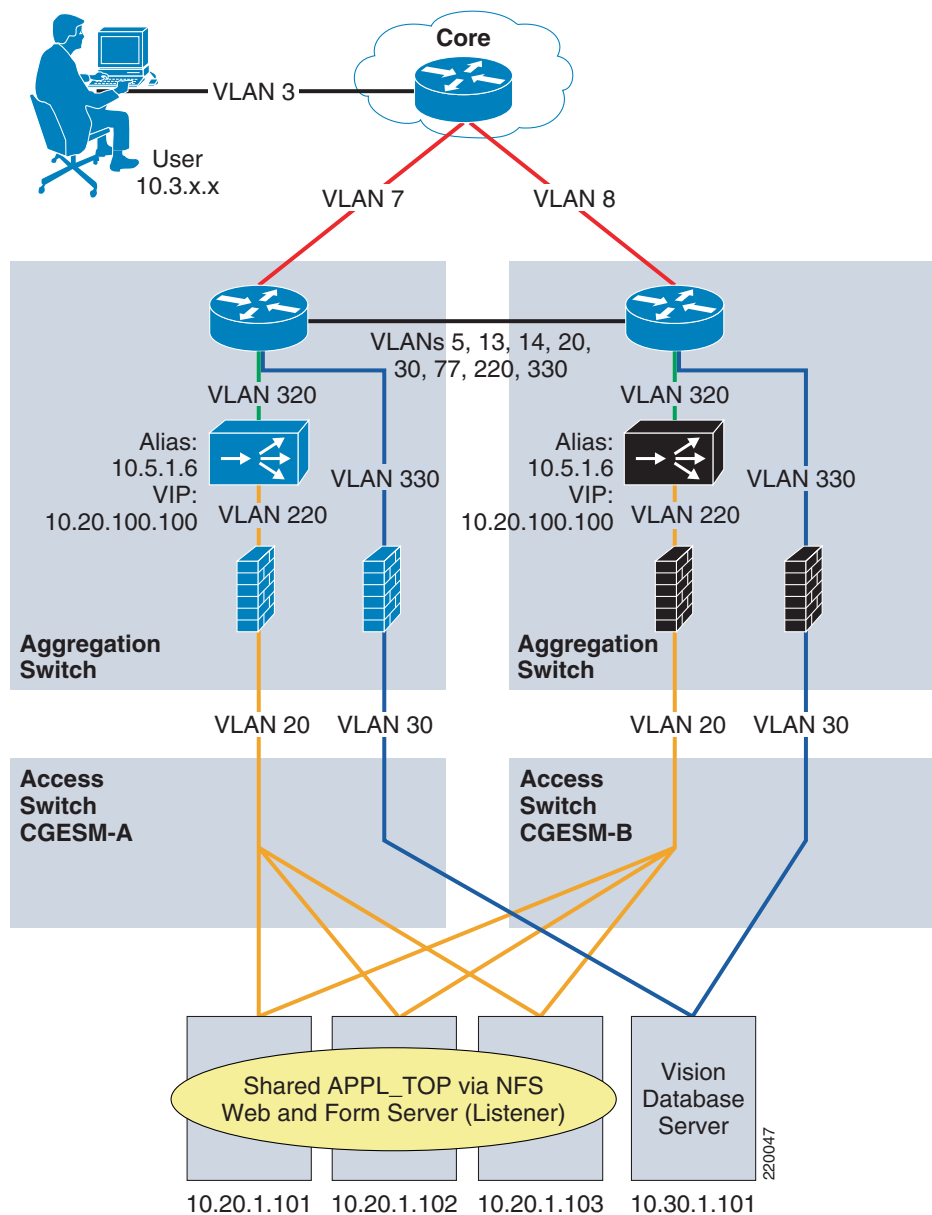 Core
VLAN 3
User
10.3.x.x
VLAN 7
VLAN 8
VLANs 5, 13, 14, 20,
30, 77, 220, 330
VLAN 320
Alias:
10.5.1.6
VIP:
10.20.100.100
VLAN 330
VLAN 220
Aggregation
Switch
VLAN 320
Alias:
10.5.1.6
VIP:
10.20.100.100
VLAN 330
VLAN 220
Aggregation
Switch
VLAN 20
VLAN 30
VLAN 20
VLAN 30
Access
Switch
CGESM-A
Access
Switch
CGESM-B
Shared APPL_TOP via NFS
Web and Form Server (Listener)
Vision
Database
Server
220047
10.20.1.101
10.20.1.102
10.20.1.103
10.30.1.101